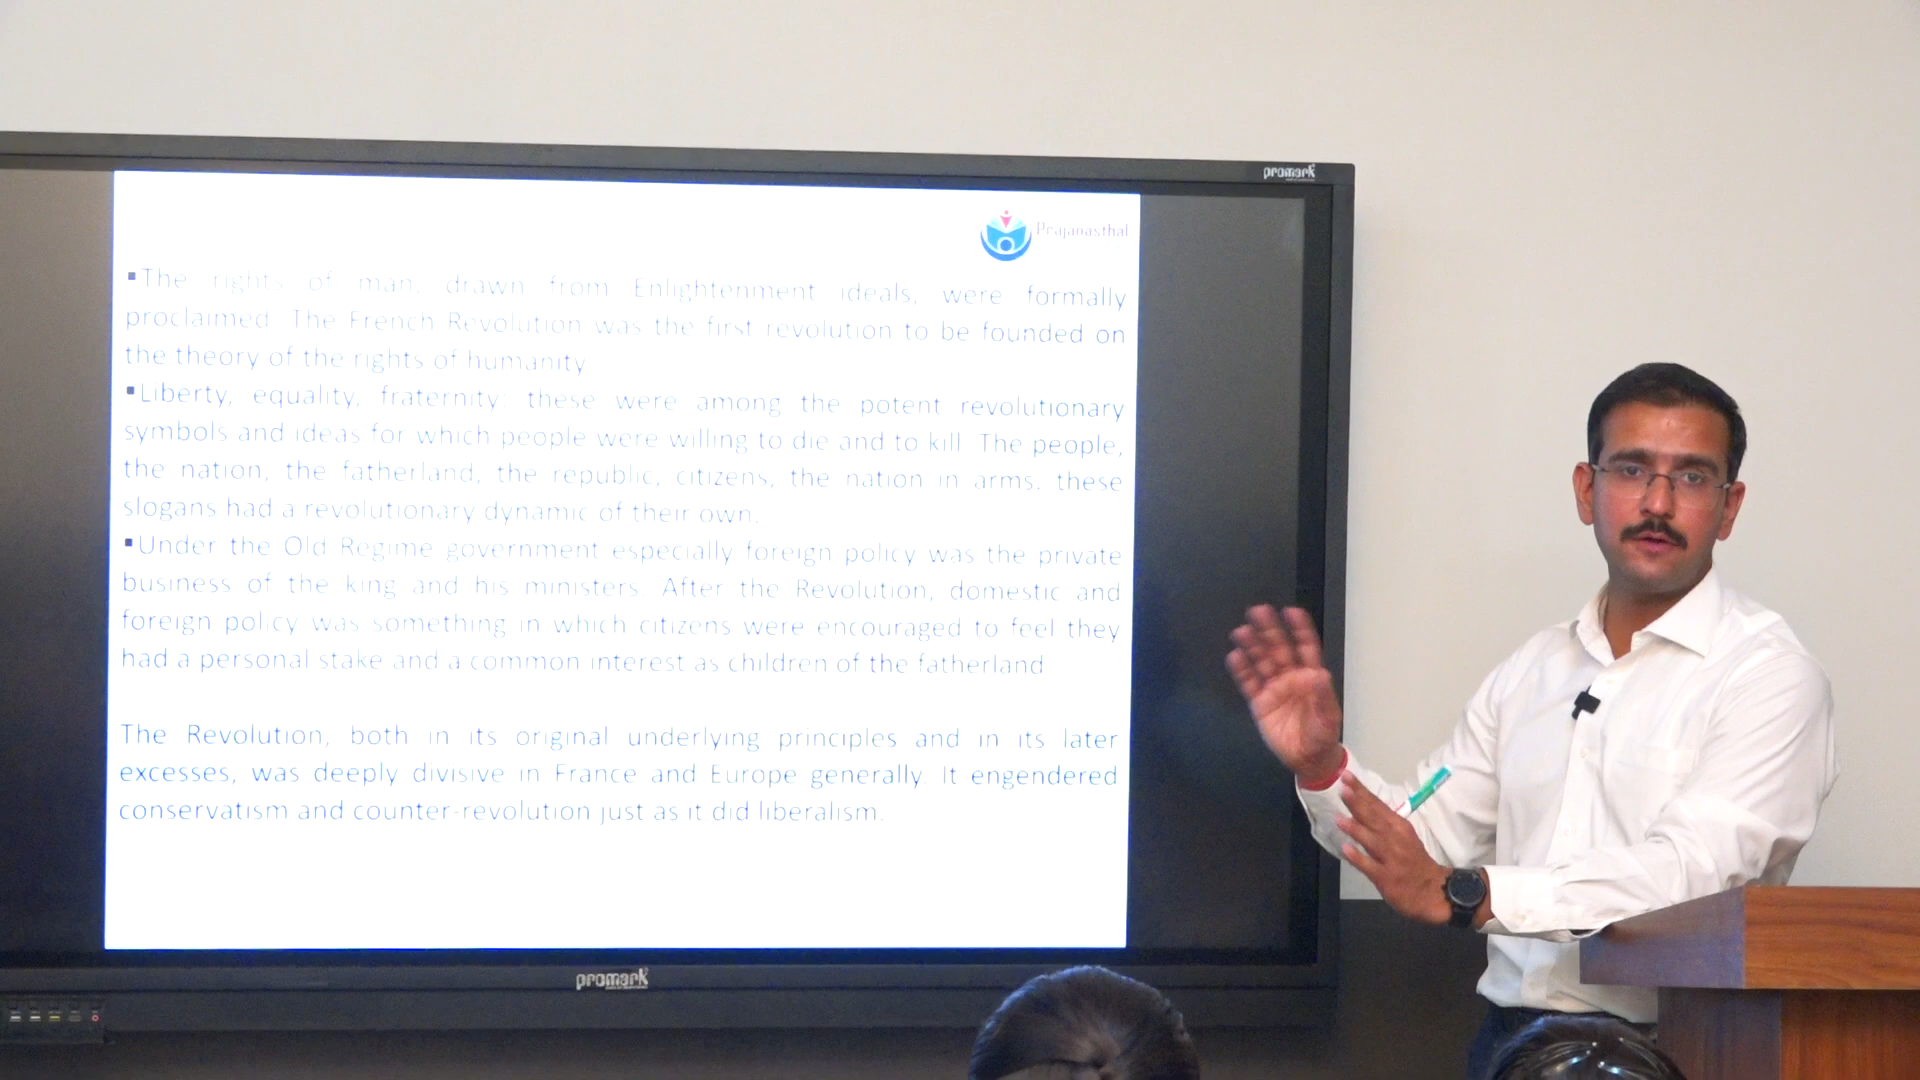 promark
Prajanasthal
▪The rights of man, drawn from Enlightenment ideals, were formally
proclaimed. The French Revolution was the first revolution to be founded on
the theory of the rights of humanity
▪Liberty, equality, fraternity: these were among the potent revolutionary
symbols and ideas for which people were willing to die and to kill. The people,
the nation, the fatherland, the republic, citizens, the nation in arms: these
slogans had a revolutionary dynamic of their own.
▪Under the Old Regime government especially foreign policy was the private
business of the king and his ministers. After the Revolution, domestic and
foreign policy was something in which citizens were encouraged to feel they
had a personal stake and a common interest as children of the fatherland
The Revolution, both in its original underlying principles and in its later
excesses, was deeply divisive in France and Europe generally. It engendered
conservatism and counter-revolution just as it did liberalism.
promark